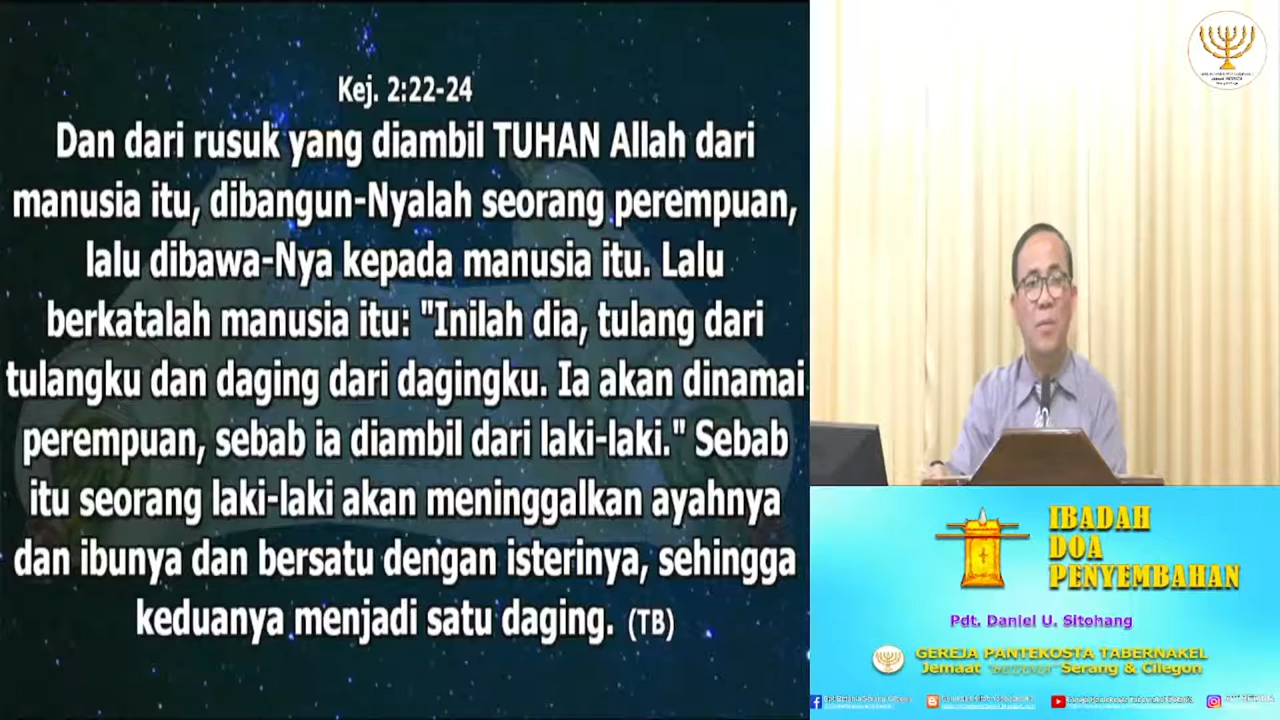 Kej. 2:22-24
Dan dari rusuk yang diambil TUHAN Allah dari
manusia itu, dibangun-Nyalah seorang perempuan,
lalu dibawa-Nya kepada manusia itu. Lalu
berkatalah manusia itu: "Inilah dia, tulang dari
tulangku dan daging dari dagingku. Ia akan dinamai
perempuan, sebab ia diambil dari laki-laki." Sebab
itu seorang laki-laki akan meninggalkan ayahnya
dan ibunya dan bersatu dengan isterinya, sehingga
keduanya menjadi satu daging. (TB)
IBADAH
DOA
PENYEMBAHAN
Pdt. Daniel U. Sitohang
GEREJA PANTEKOSTA TABERNAKEL
Jemaat Serang & Cilegon